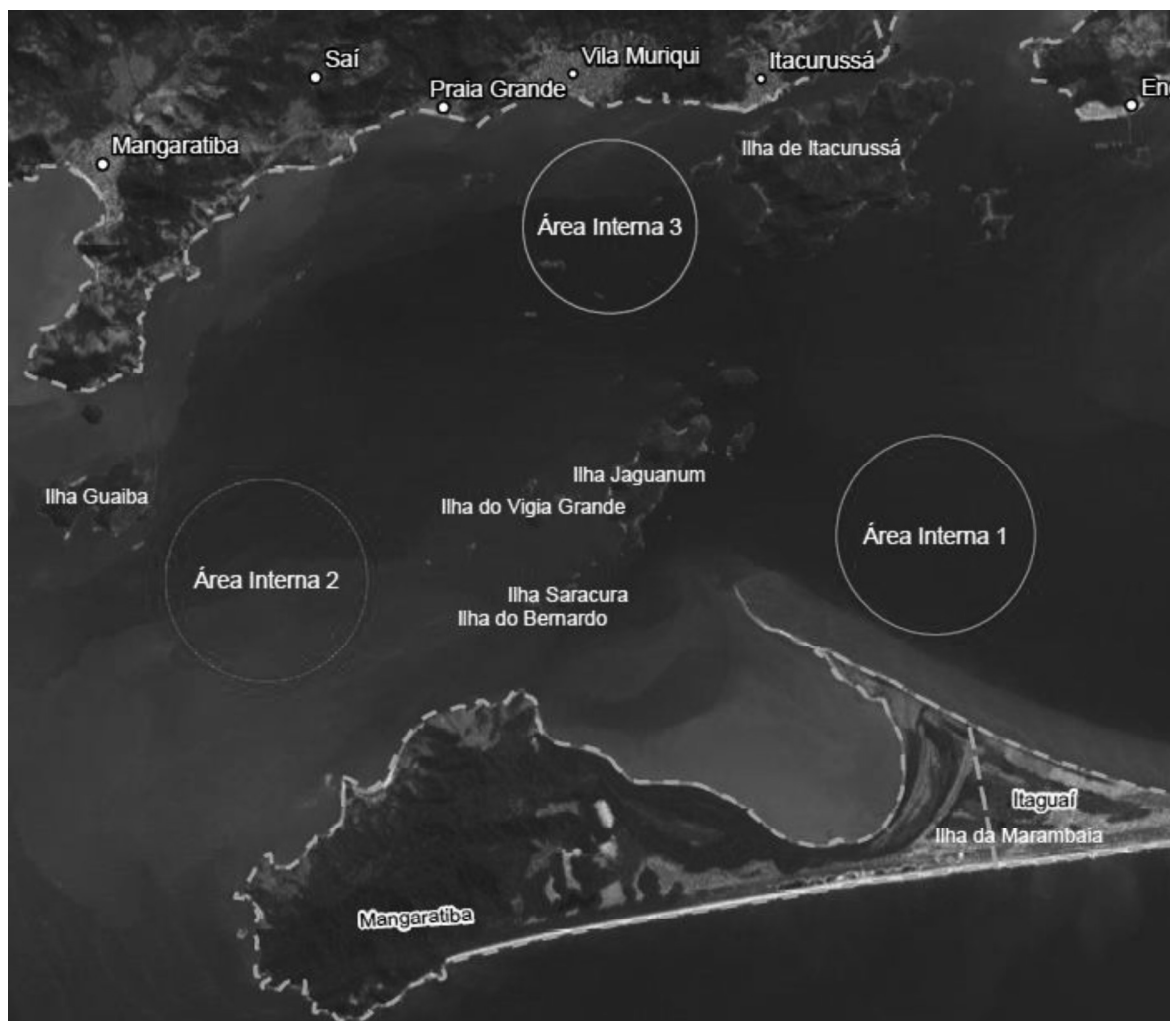 Saí
Vila Muriqui
Itacurussá
Praia Grande
Mangaratiba
Ilha de Itacurussá
Área Interna 3
Ilha Guaiba
Ilha Jaguanum
Ilha do Vigia Grande
Área Interna 1
Área Interna 2
Ilha Saracura
Ilha do Bernardo
Itaguaí
Ilha da Marambaia
Mangaratiba